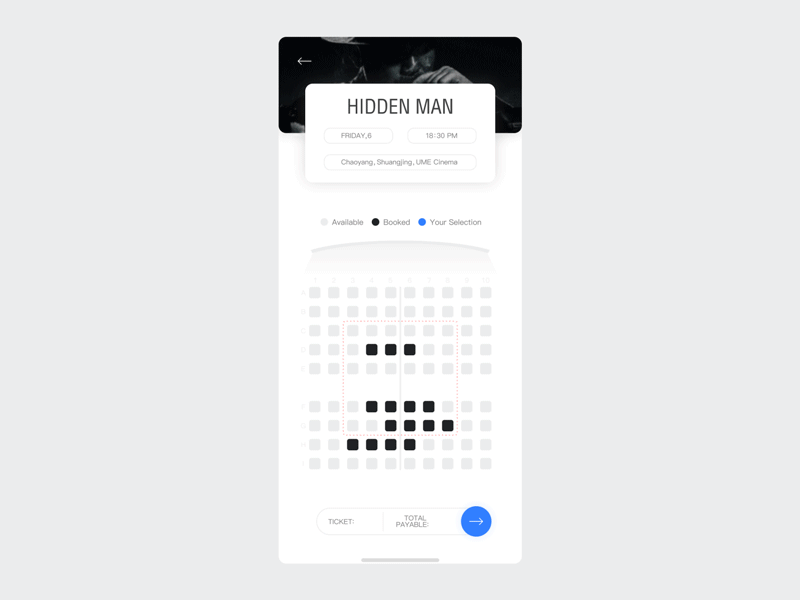 HIDDEN MAN
FRIDAY,6
18:30 PM
Chaoyang, Shuangjing, UME Cinema
Available
Booked
Your Selection
TICKET:
TOTAL
PAYABLE: